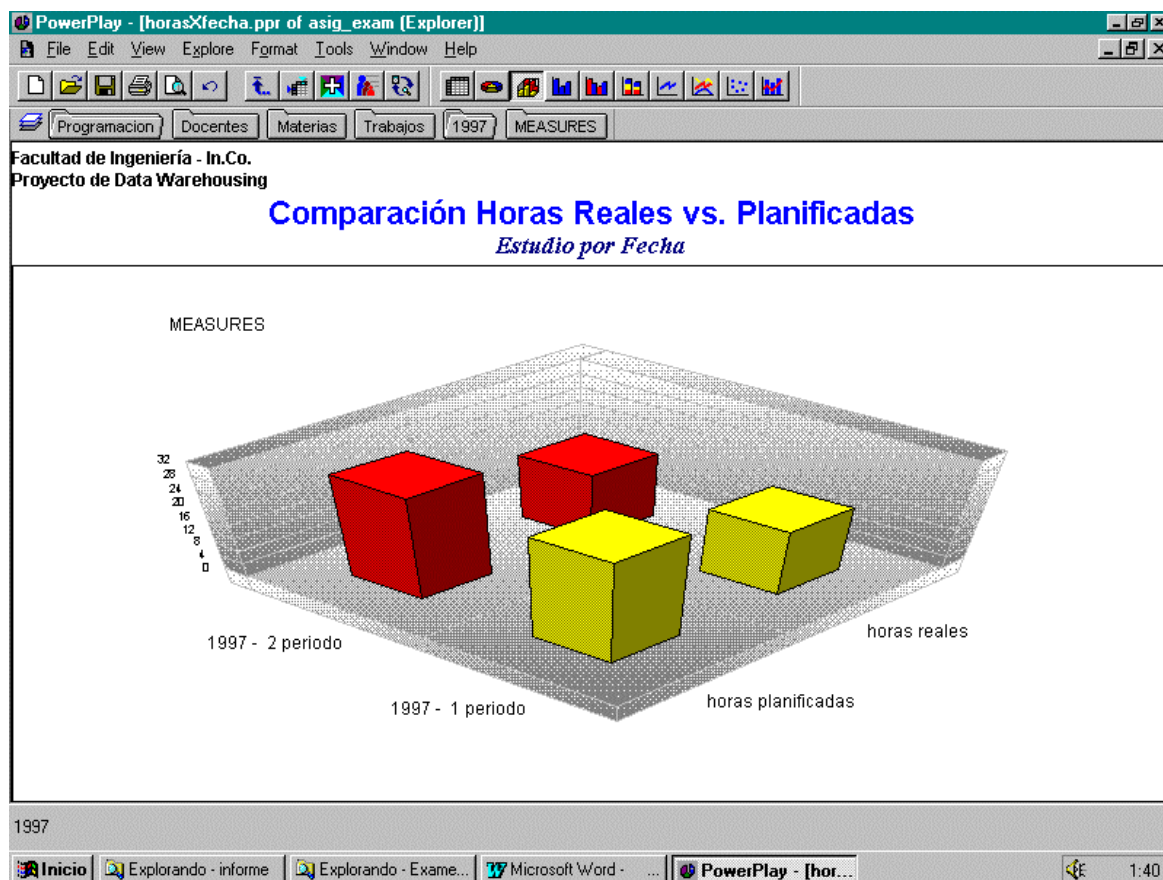 PowerPlay - [horasXfecha.ppr of asig_exam (Explorer)]
File Edit View Explore Format Tools Window Help
Programacion Docentes Materias Trabajos 1997 MEASURES
Facultad de Ingeniería - In.Co.
Proyecto de Data Warehousing
Comparación Horas Reales vs. Planificadas
Estudio por Fecha
MEASURES
32
28
24
20
16
12
8
4
0
1997 - 2 periodo
1997 - 1 periodo
horas planificadas
horas reales
1997
Inicio Explorando - informe Explorando - Exame... Microsoft Word - ... PowerPlay - [hor... 1:40